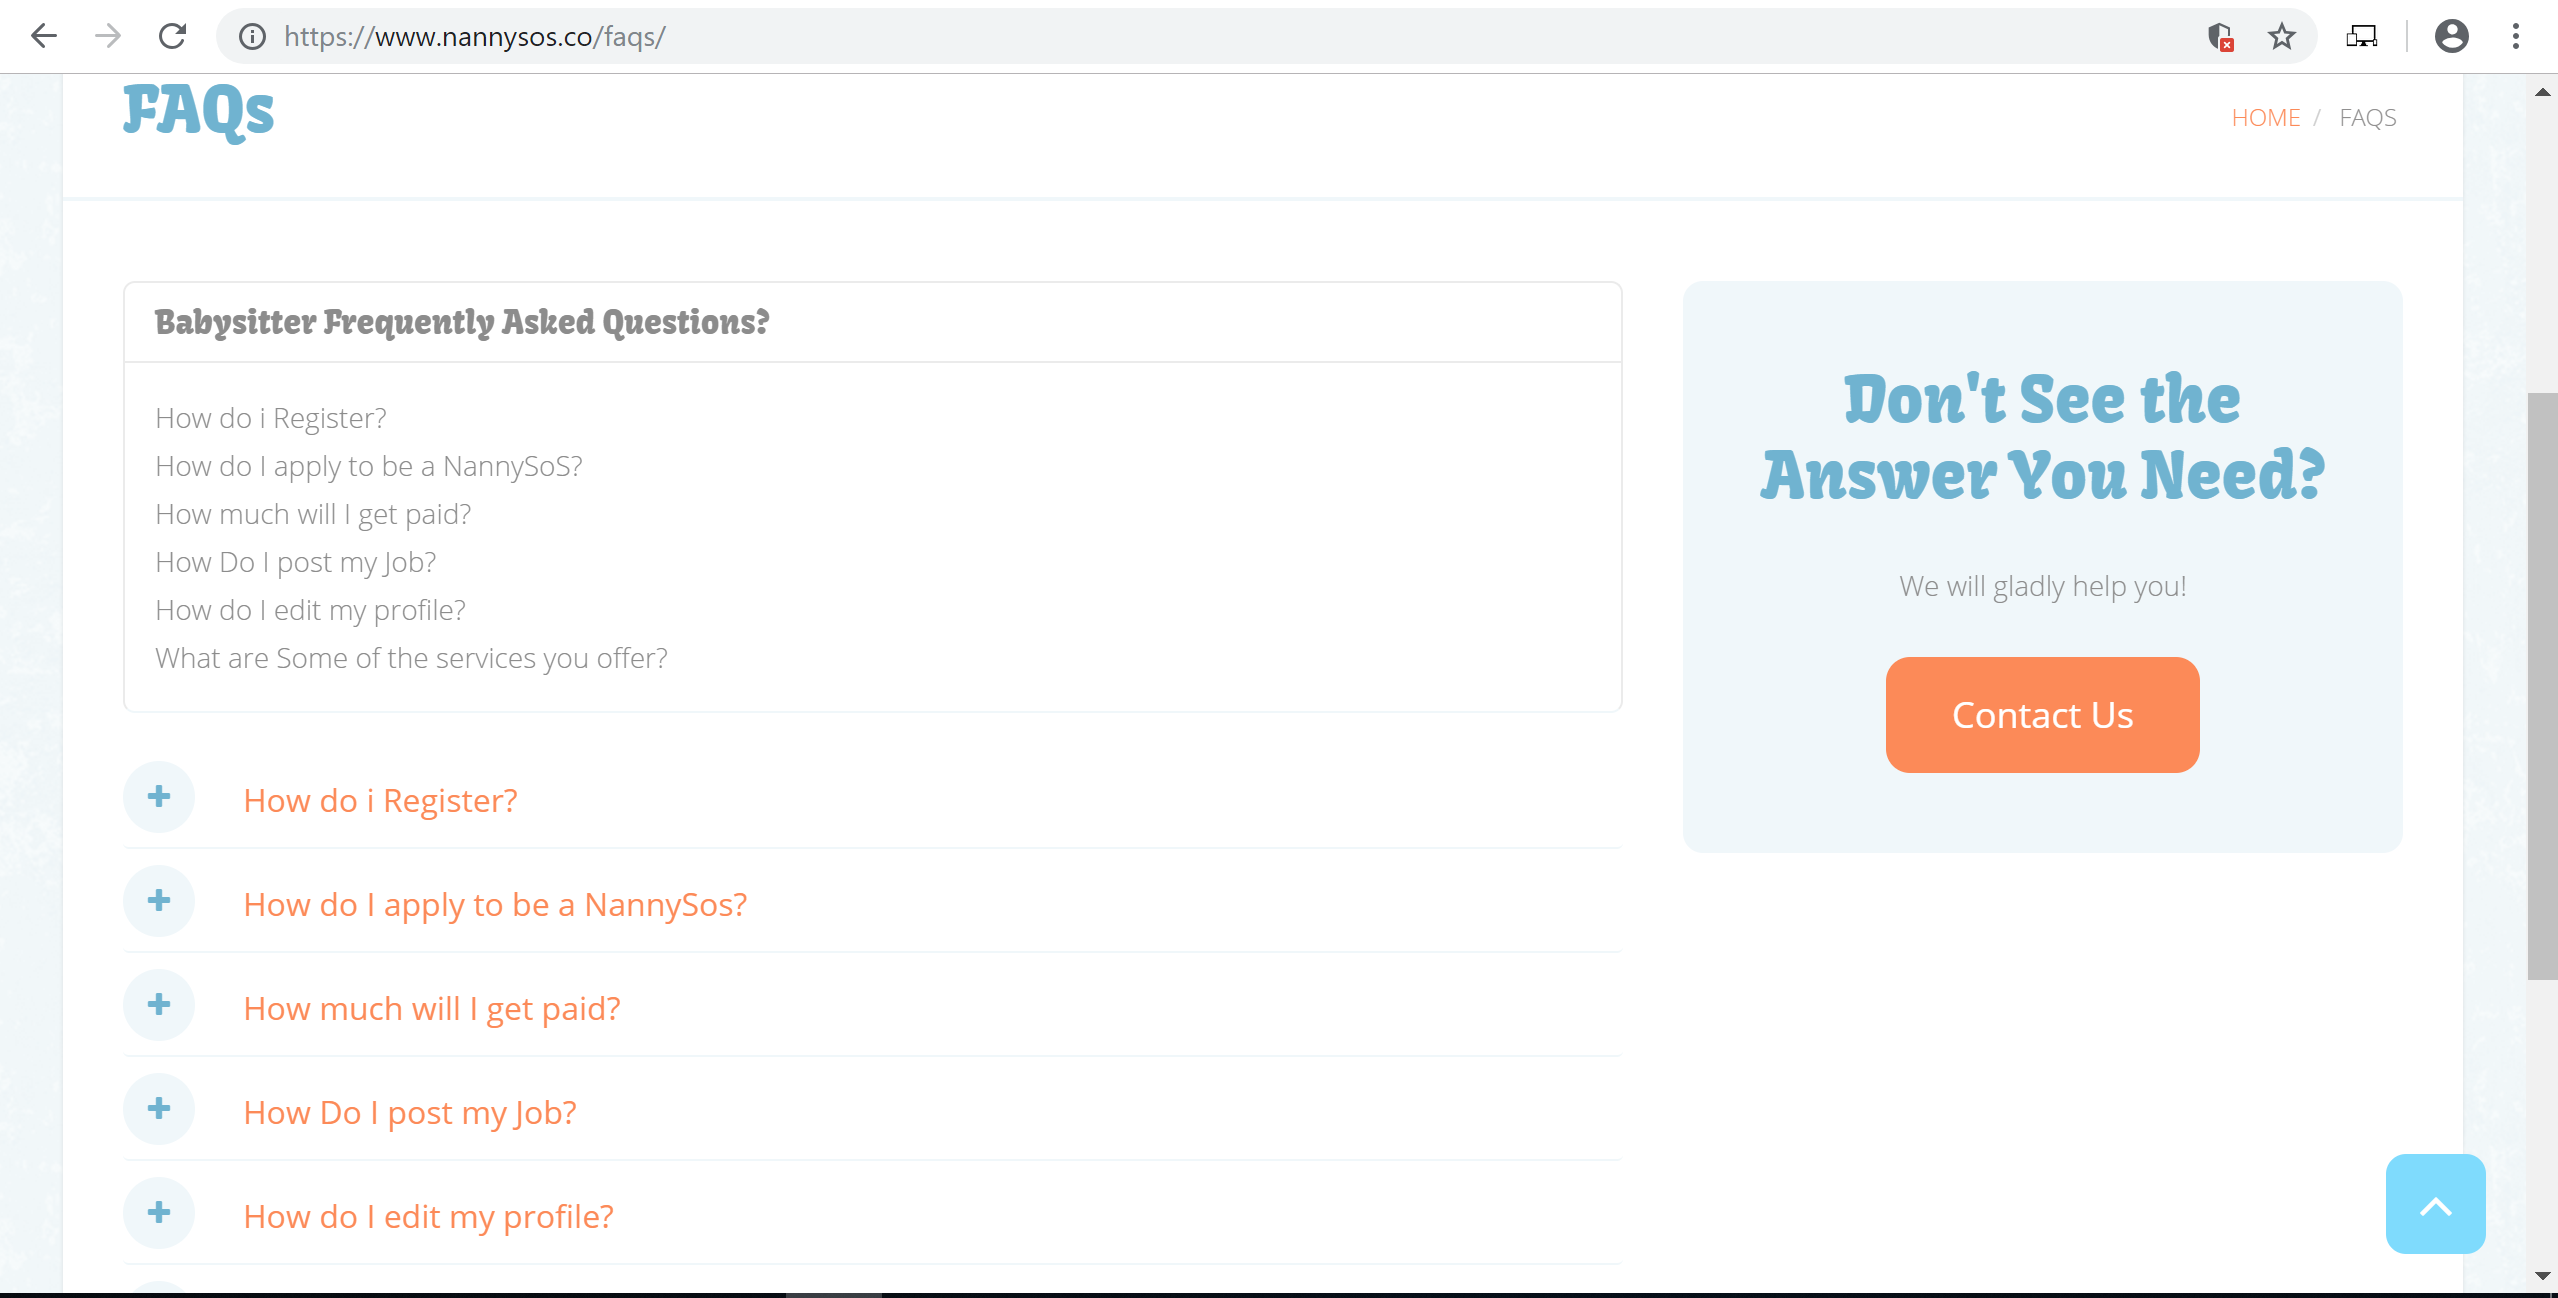 https://www.nannysos.co/faqs/
FAQs
HOME / FAQS
Babysitter Frequently Asked Questions?
How do i Register?
How do I apply to be a NannySoS?
How much will I get paid?
How Do I post my Job?
How do I edit my profile?
What are Some of the services you offer?
Don't See the
Answer You Need?
We will gladly help you!
Contact Us
How do i Register?
How do I apply to be a NannySos?
How much will I get paid?
How Do I post my Job?
How do I edit my profile?